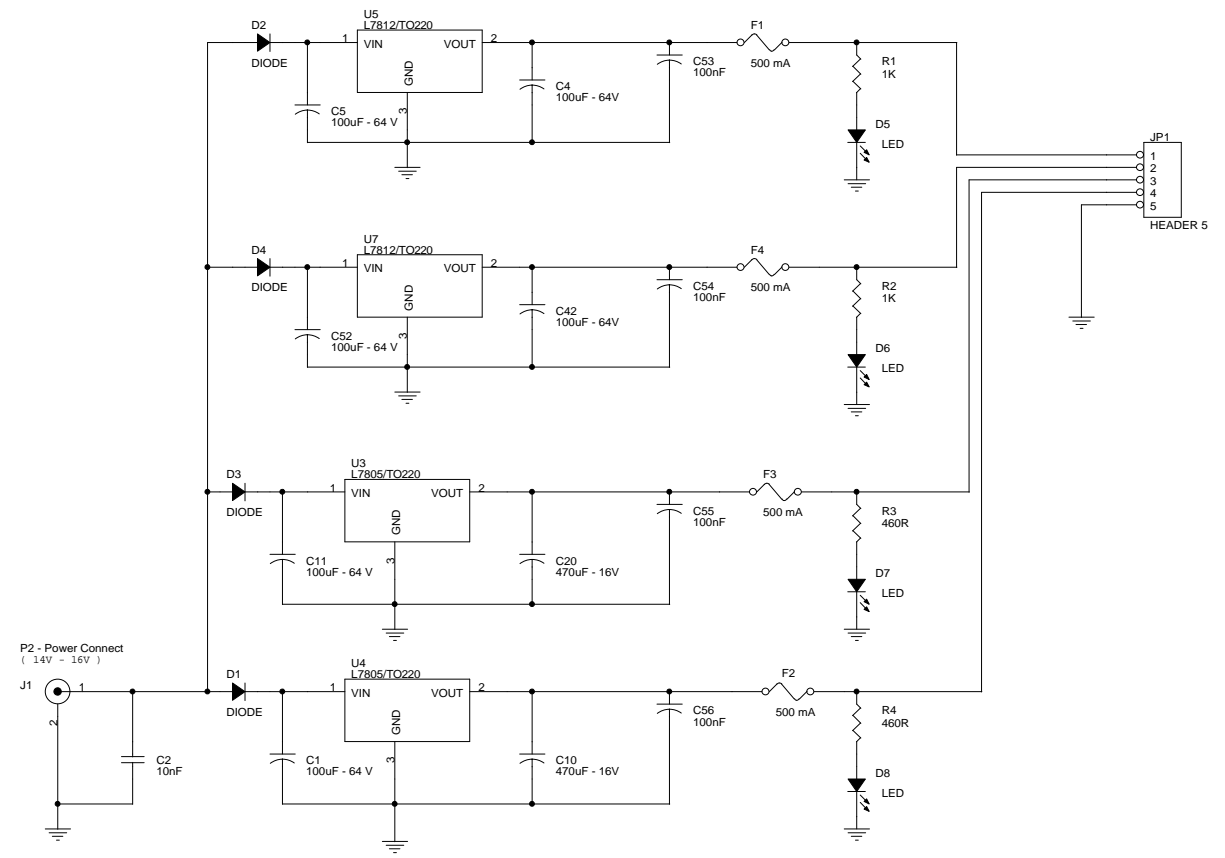 D2
DIODE
U5
L7812/TO220
1
VIN
VOUT
2
GND
3
C5
100uF - 64 V
C4
100uF - 64V
C53
100nF
F1
500 mA
R1
1K
D5
LED
JP1
1
2
3
4
5
HEADER 5
D4
DIODE
U7
L7812/TO220
1
VIN
VOUT
2
GND
3
C52
100uF - 64 V
C42
100uF - 64V
C54
100nF
F4
500 mA
R2
1K
D6
LED
D3
DIODE
U3
L7805/TO220
1
VIN
VOUT
2
GND
3
C11
100uF - 64 V
C20
470uF - 16V
C55
100nF
F3
500 mA
R3
460R
D7
LED
P2 - Power Connect
( 14V - 16V )
J1
1
2
C2
10nF
D1
DIODE
U4
L7805/TO220
1
VIN
VOUT
2
GND
3
C1
100uF - 64 V
C10
470uF - 16V
C56
100nF
F2
500 mA
R4
460R
D8
LED